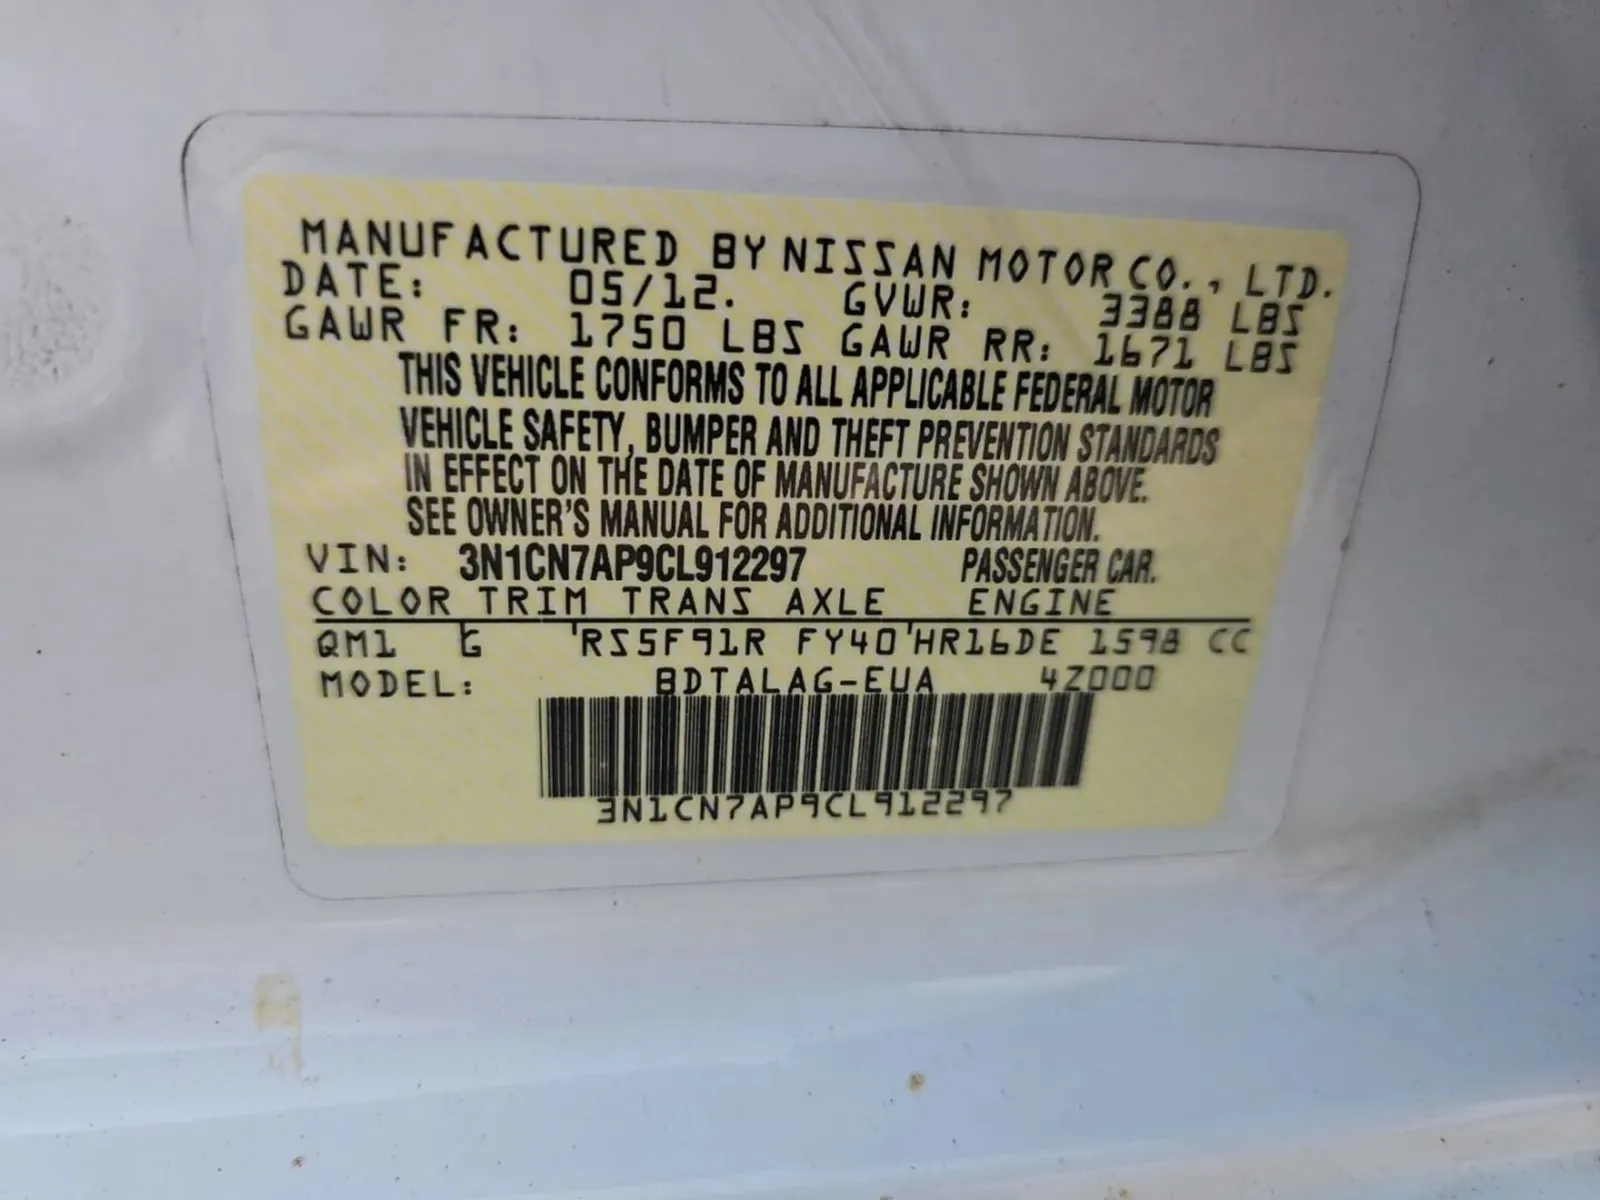 MANUFACTURED BY NISSAN MOTOR CO., LTD.
DATE: 05/12. GVWR: 3388 LBS
GAWR FR: 1750 LBS GAWR RR: 1671 LBS
THIS VEHICLE CONFORMS TO ALL APPLICABLE FEDERAL MOTOR
VEHICLE SAFETY, BUMPER AND THEFT PREVENTION STANDARDS
IN EFFECT ON THE DATE OF MANUFACTURE SHOWN ABOVE.
SEE OWNER'S MANUAL FOR ADDITIONAL INFORMATION.
VIN: 3N1CN7AP9CL912297 PASSENGER CAR.
COLOR TRIM TRANS AXLE ENGINE
QM1 G RS5F91R FY40 HR16DE 1598 CC
MODEL: BDTALAG-EUA 4Z000
3N1CN7AP9CL912297